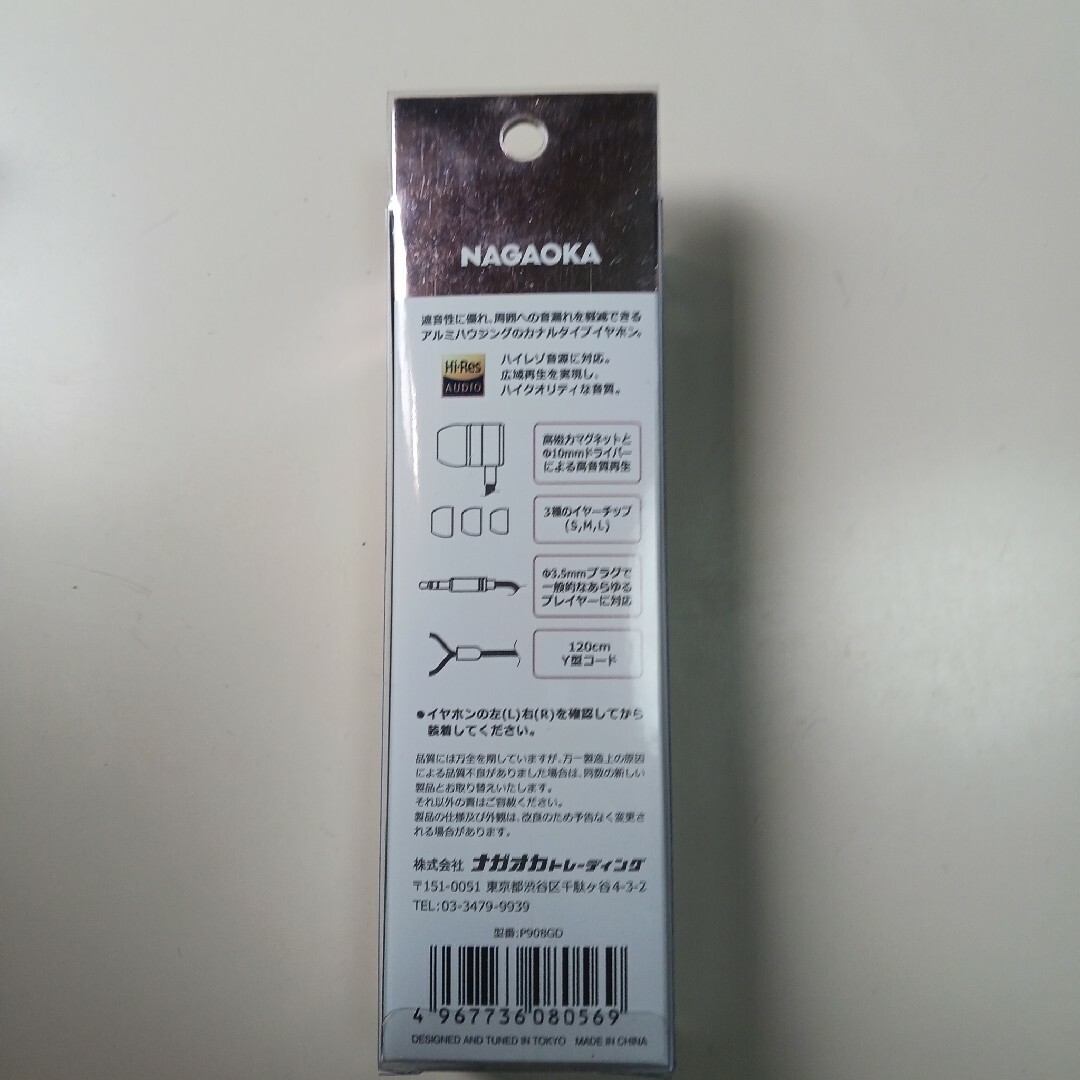 NAGAOKA
遮音性に優れ、周囲への音漏れを軽減できる
アルミハウジングのカナルタイプイヤホン。
Hi-Res
AUDIO
ハイレゾ音源に対応。
広域再生を実現し、
ハイクオリティな音質。
高磁力マグネットと
Φ10mmドライバー
による高音質再生
3種のイヤーチップ
(S,M,L)
Φ3.5mmプラグで
一般的なあらゆる
プレイヤーに対応
120cm
Y型コード
●イヤホンの左(L)右(R)を確認してから
装着してください。
品質には万全を期していますが、万一製造上の原因
による品質不良がありました場合は、同数の新しい
製品とお取り替えいたします。
それ以外の責はご容赦ください。
製品の仕様及び外観は、改良のため予告なく変更さ
れる場合があります。
株式会社 ナガオカトレーディング
〒151-0051 東京都渋谷区千駄ヶ谷4-3-2
TEL:03-3479-9939
型番:P908GD
4 967736 080569
DESIGNED AND TUNED IN TOKYO MADE IN CHINA